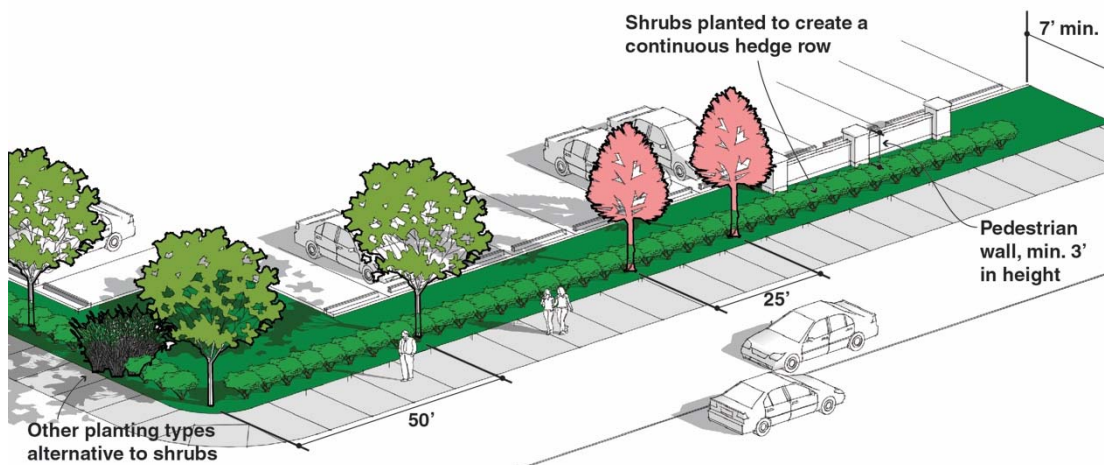 Shrubs planted to create a
continuous hedge row
7’ min.
Pedestrian
wall, min. 3’
in height
25’
50’
Other planting types
alternative to shrubs